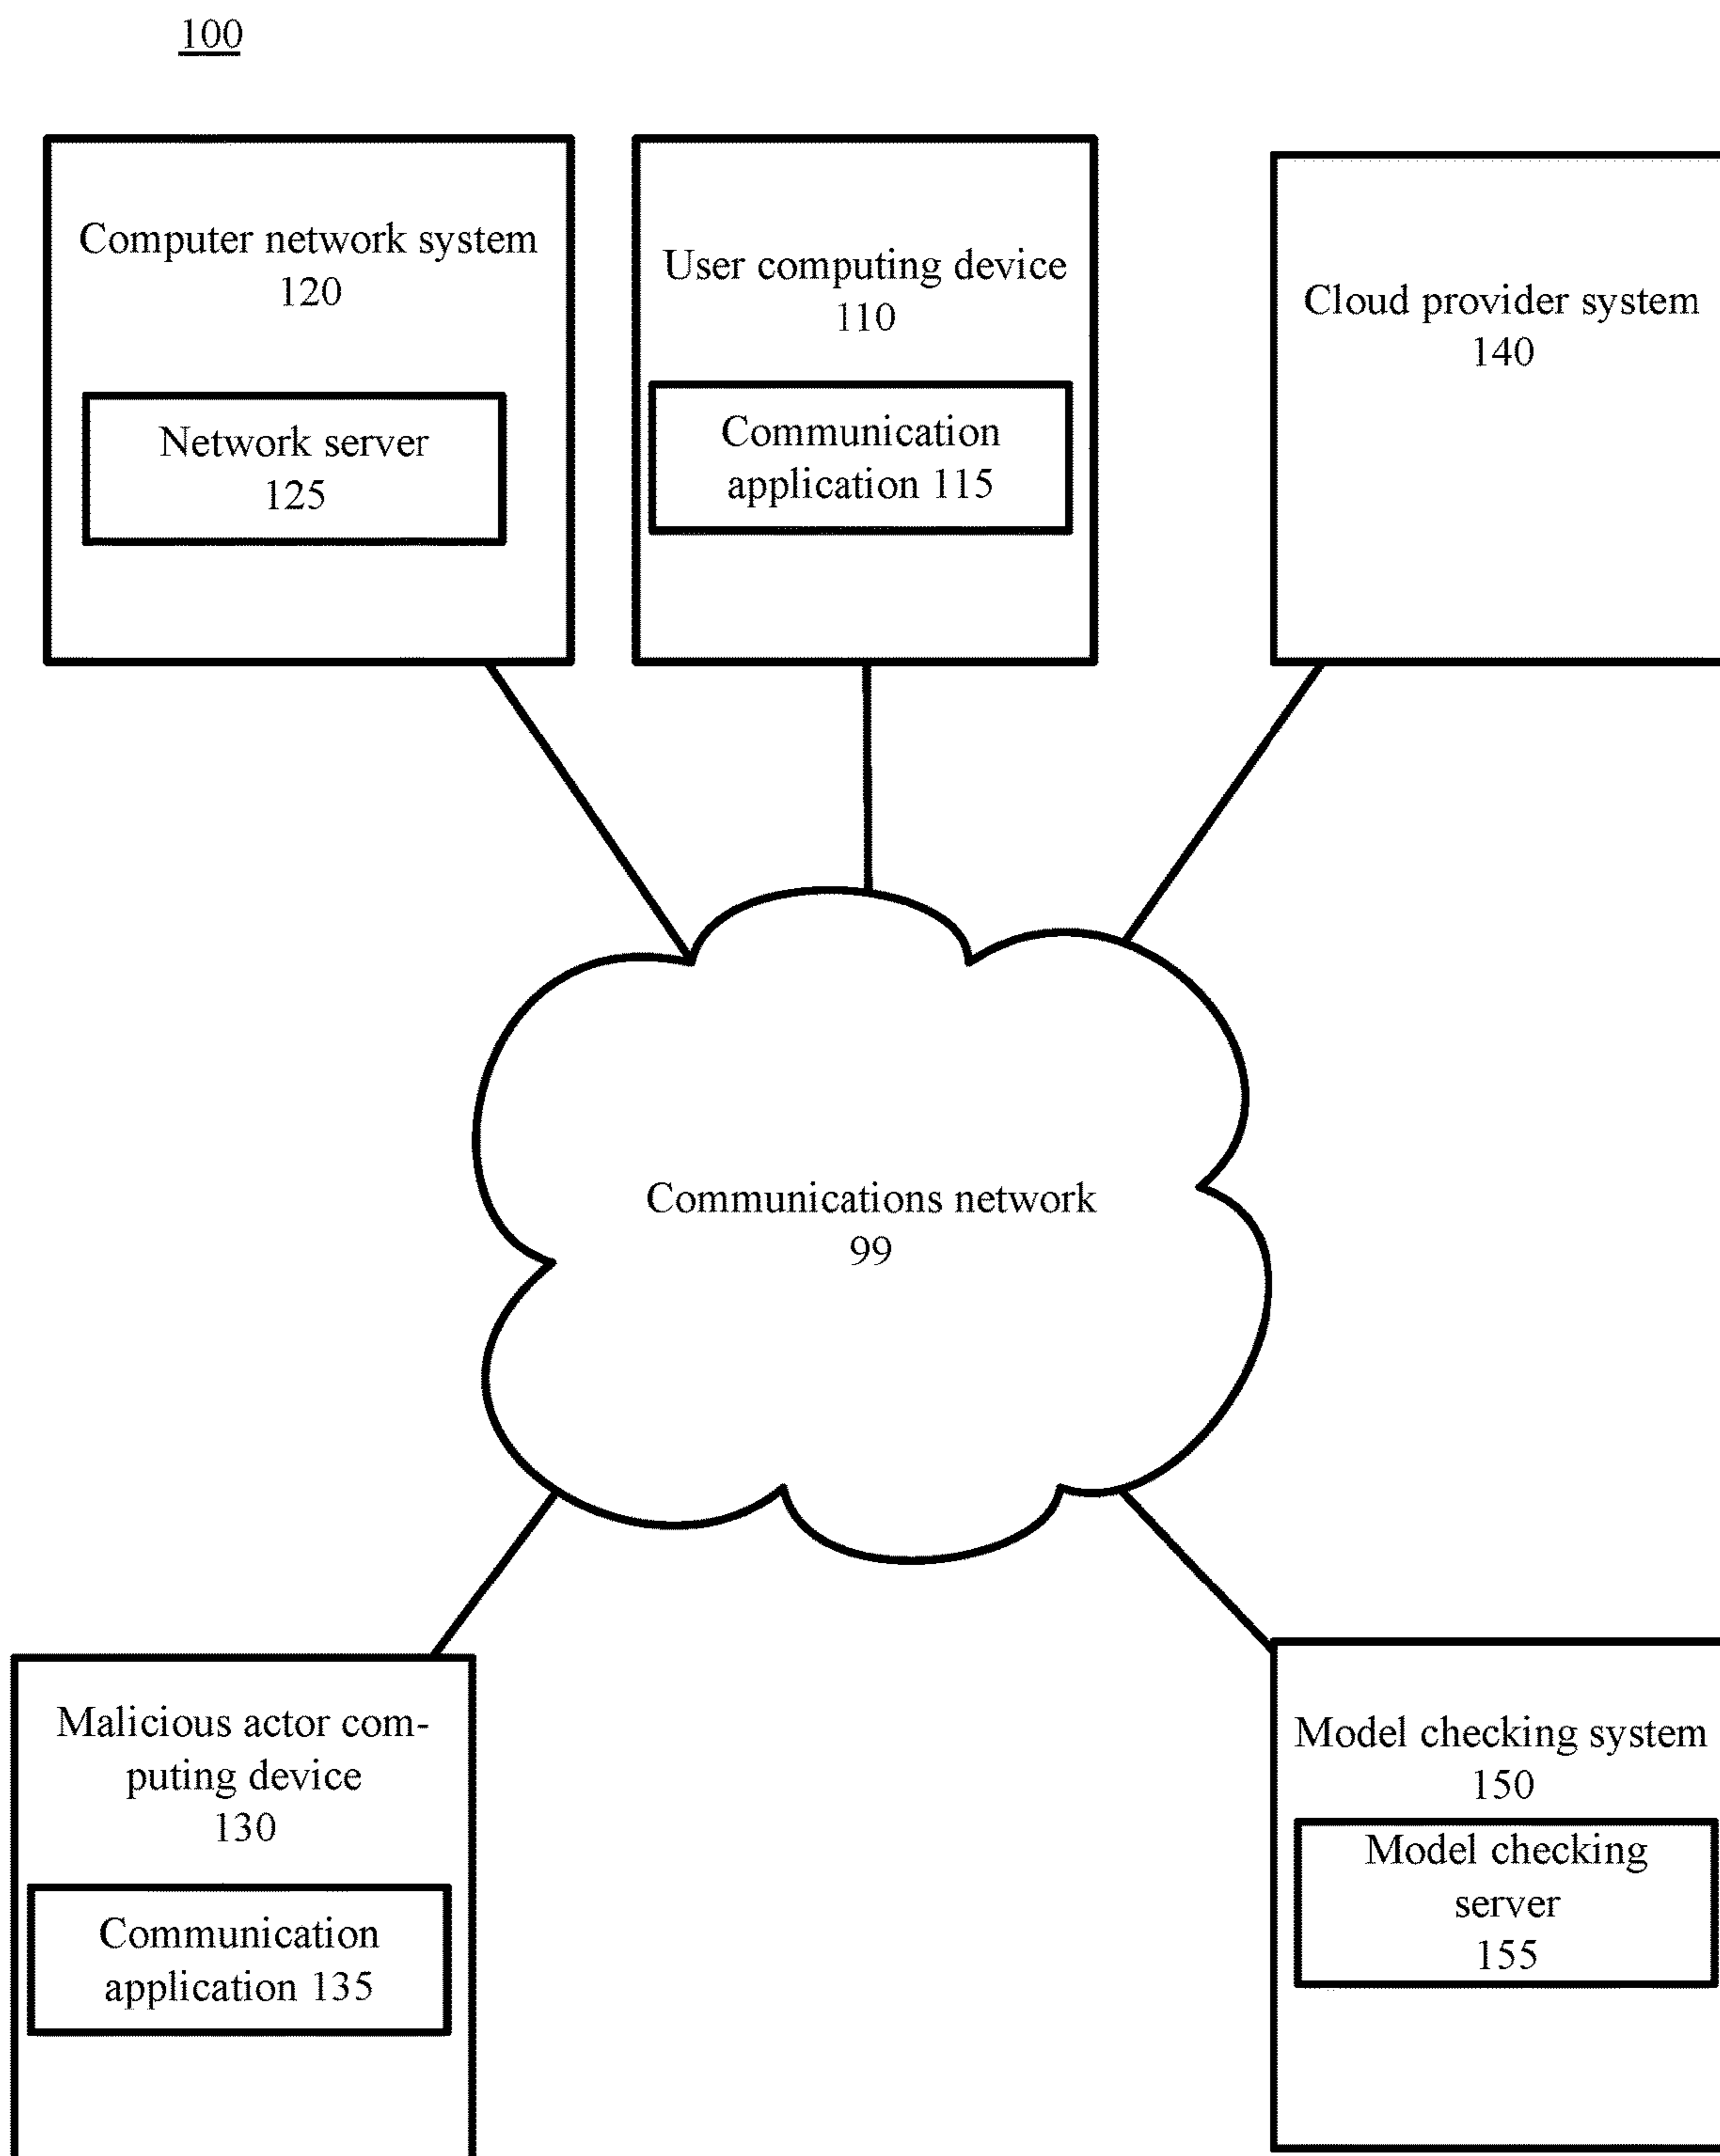 100
Computer network system
120
Network server
125
User computing device
110
Communication
application 115
Cloud provider system
140
Communications network
99
Malicious actor com-
puting device
130
Communication
application 135
Model checking system
150
Model checking
server
155